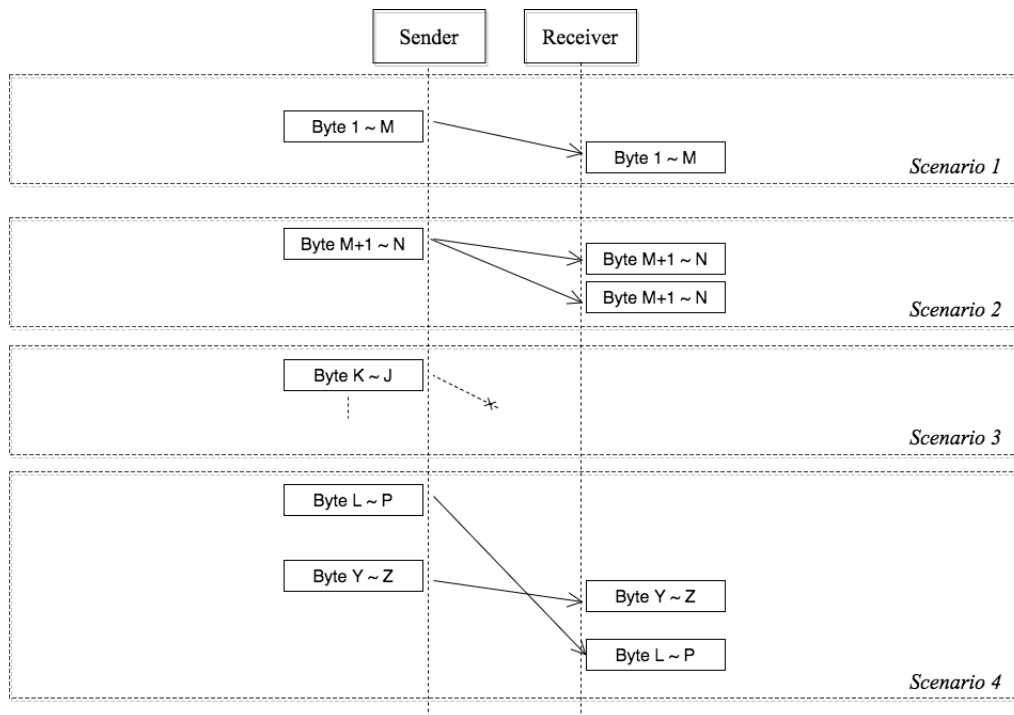 Sender
Receiver
Byte 1 ~ M
Byte 1 ~ M
Scenario 1
Byte M+1 ~ N
Byte M+1 ~ N
Byte M+1 ~ N
Scenario 2
Byte K ~ J
Scenario 3
Byte L ~ P
Byte Y ~ Z
Byte Y ~ Z
Byte L ~ P
Scenario 4